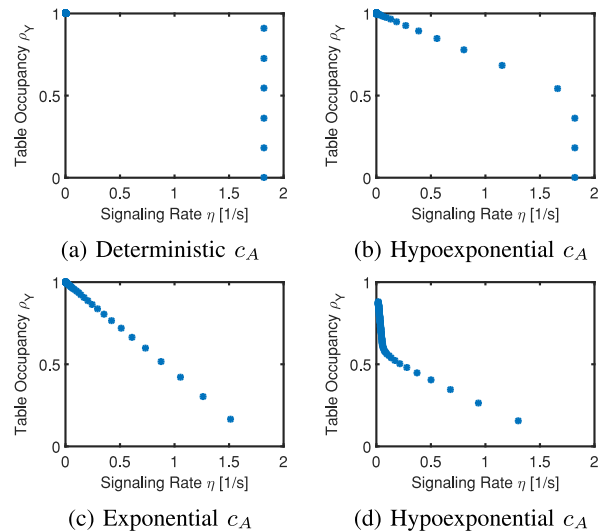 1
0.5
0
Table Occupancy ρY
0 0.5 1 1.5 2
Signaling Rate η [1/s]
(a) Deterministic cA
1
0.5
0
Table Occupancy ρY
0 0.5 1 1.5 2
Signaling Rate η [1/s]
(b) Hypoexponential cA
1
0.5
0
Table Occupancy ρY
0 0.5 1 1.5 2
Signaling Rate η [1/s]
(c) Exponential cA
1
0.5
0
Table Occupancy ρY
0 0.5 1 1.5 2
Signaling Rate η [1/s]
(d) Hypoexponential cA